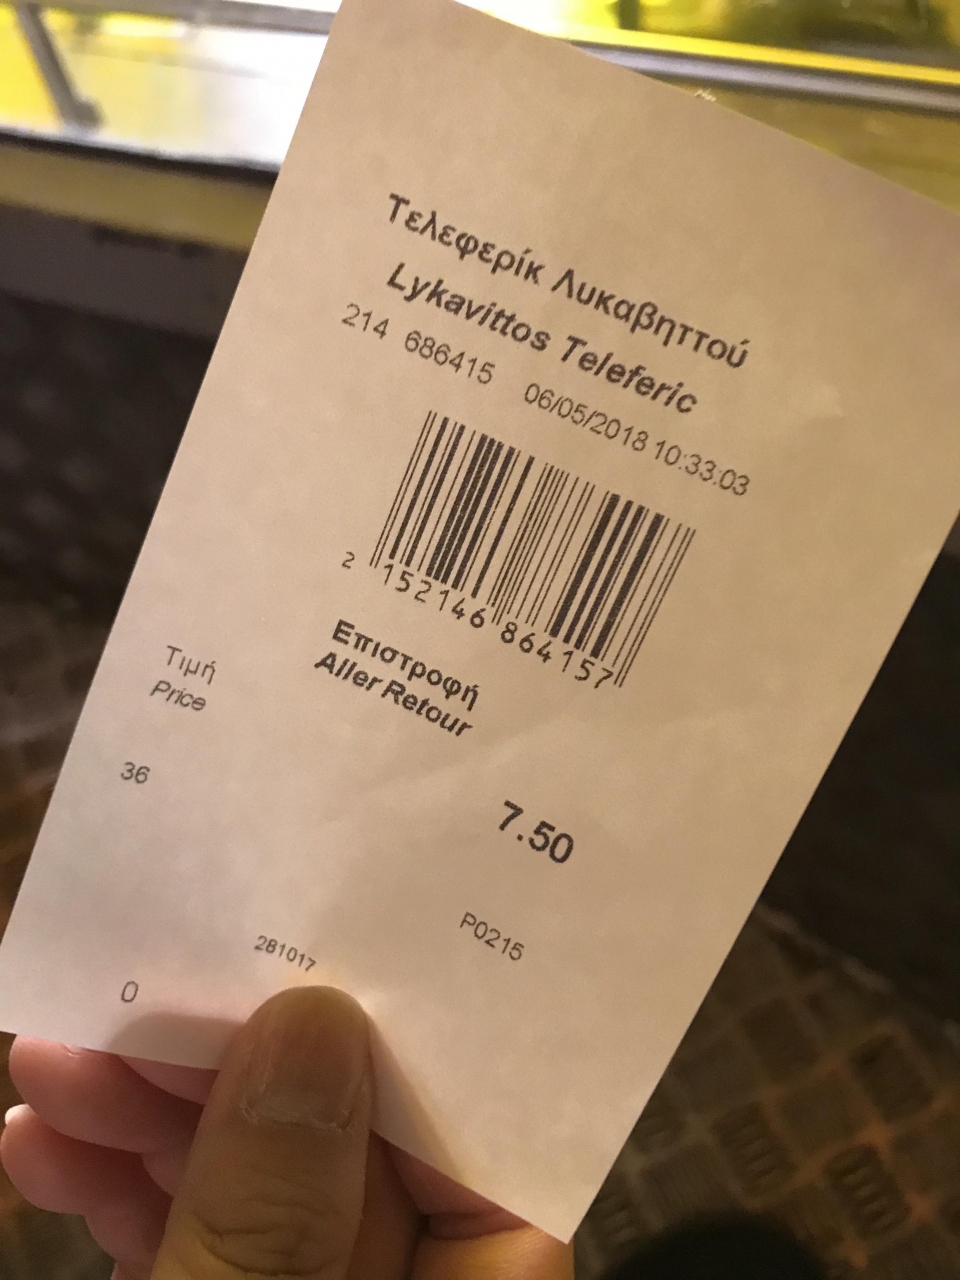 Τελεφερίκ Λυκαβηττού
Lykavittos Teleferic
214 686415 06/05/2018 10:33:03
2 152146 864157
Επιστροφή
Aller Retour
Τιμή
Price
36
7.50
P0215
281017
0